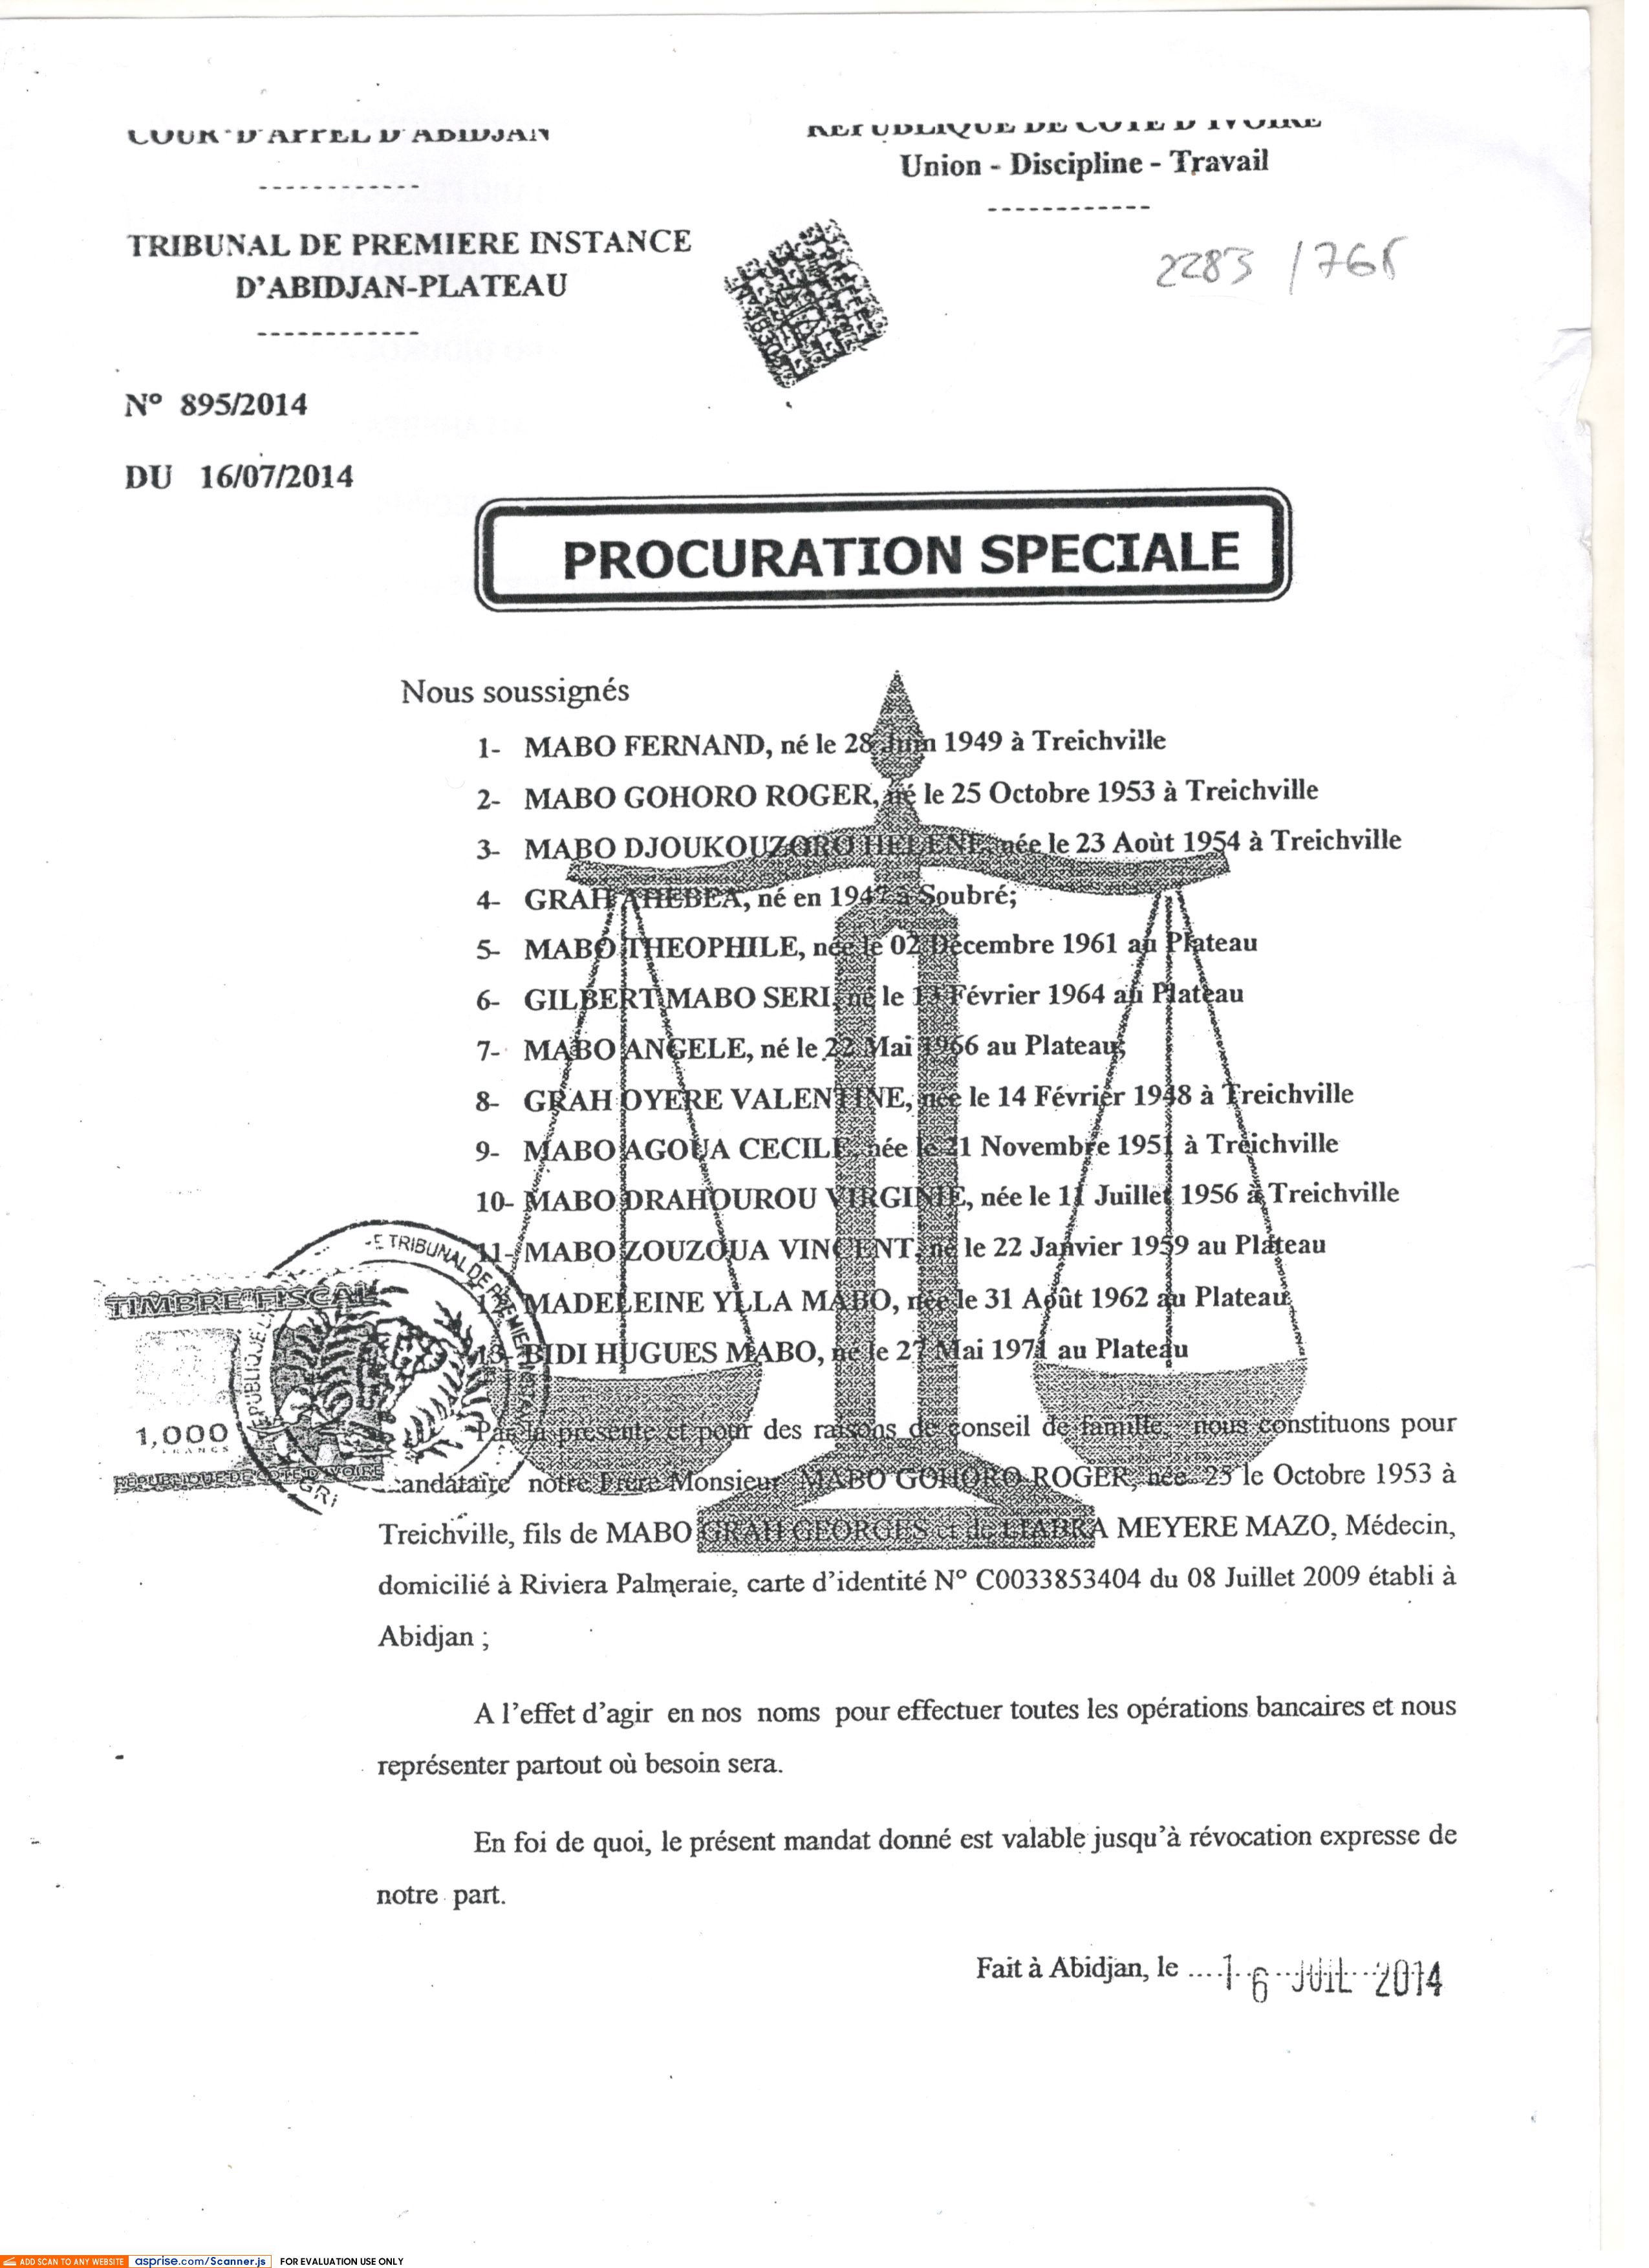 COUR D'APPEL D'ABIDJAN
------------
REPUBLIQUE DE COTE D'IVOIRE
Union - Discipline - Travail
------------
TRIBUNAL DE PREMIERE INSTANCE
D'ABIDJAN-PLATEAU
------------
2283 /765
N° 895/2014
DU 16/07/2014
PROCURATION SPECIALE
Nous soussignés
1- MABO FERNAND, né le 28 Juin 1949 à Treichville
2- MABO GOHORO ROGER, né le 25 Octobre 1953 à Treichville
3- MABO DJOUKOUZORO HELENE, née le 23 Aoùt 1954 à Treichville
4- GRAH AHEBEA, né en 1947 à Soubré;
5- MABO THEOPHILE, née le 02 Décembre 1961 au Plateau
6- GILBERT MABO SERI, né le 13 Février 1964 au Plateau
7- MABO ANGELE, né le 22 Mai 1966 au Plateau;
8- GRAH OYERE VALENTINE, née le 14 Février 1948 à Treichville
9- MABO AGOUA CECILE, née le 21 Novembre 1951 à Treichville
10- MABO DRAHOUROU VIRGINIE, née le 11 Juillet 1956 à Treichville
11- MABO ZOUZOUA VINCENT, né le 22 Janvier 1959 au Plateau
12- MADELEINE YLLA MABO, née le 31 Août 1962 au Plateau,
13- BIDI HUGUES MABO, né le 27 Mai 1971 au Plateau
TIMBRE FISCAL
1,000
FRANCS
REPUBLIQUE DE COTE D'IVOIRE
E TRIBUNAL DE PREMIE
REPUBLIQUE DE
GR
Par la présente et pour des raisons de conseil de famille, nous constituons pour
andataire notre Frère Monsieur MABO GOHORO ROGER, née 25 le Octobre 1953 à
Treichville, fils de MABO GRAH GEORGES et de LIABRA MEYERE MAZO, Médecin,
domicilié à Riviera Palmeraie, carte d'identité N° C0033853404 du 08 Juillet 2009 établi à
Abidjan ;
A l'effet d'agir en nos noms pour effectuer toutes les opérations bancaires et nous
représenter partout où besoin sera.
En foi de quoi, le présent mandat donné est valable jusqu'à révocation expresse de
notre part.
Fait à Abidjan, le .... 16 JUIL 2014
ADD SCAN TO ANY WEBSITE asprise.com/Scanner.js FOR EVALUATION USE ONLY